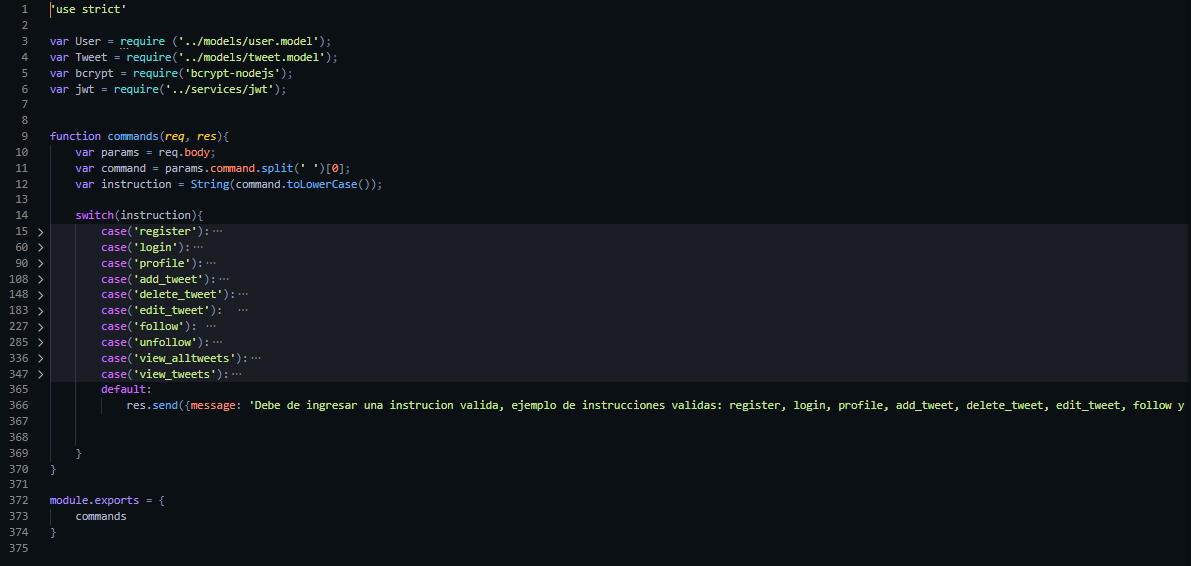 1 'use strict'
2
3 var User = require ('../models/user.model');
4 var Tweet = require('../models/tweet.model');
5 var bcrypt = require('bcrypt-nodejs');
6 var jwt = require('../services/jwt');
7
8
9 function commands(req, res){
10 var params = req.body;
11 var command = params.command.split(' ')[0];
12 var instruction = String(command.toLowerCase());
13
14 switch(instruction){
15 case('register'):···
60 case('login'):···
90 case('profile'):···
108 case('add_tweet'):···
148 case('delete_tweet'):···
183 case('edit_tweet'): ···
227 case('follow'): ···
285 case('unfollow'):···
336 case('view_alltweets'):···
347 case('view_tweets'):···
365 default:
366 res.send({message: 'Debe de ingresar una instrucion valida, ejemplo de instrucciones validas: register, login, profile, add_tweet, delete_tweet, edit_tweet, follow y
367
368
369 }
370 }
371
372 module.exports = {
373 commands
374 }
375